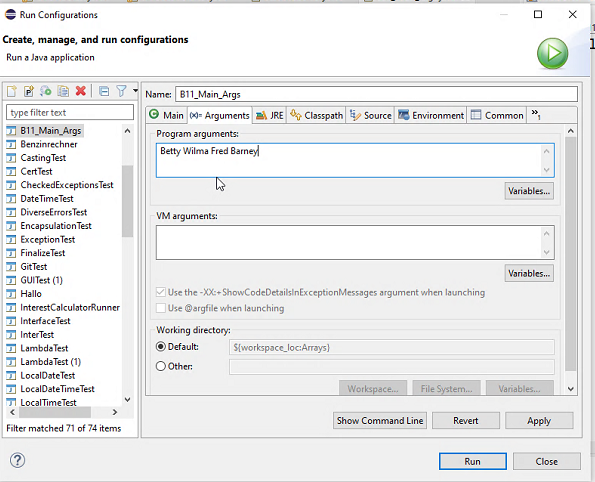 Run Configurations
Create, manage, and run configurations
Run a Java application
type filter text
B11_Main_Args
Benzinrechner
CastingTest
CertTest
CheckedExceptionsTest
DateTimeTest
DiverseErrorsTest
EncapsulationTest
ExceptionTest
FinalizeTest
GitTest
GUITest (1)
Hallo
InterestCalculatorRunner
InterfaceTest
InterTest
LambdaTest
LambdaTest (1)
LocalDateTest
LocalDateTimeTest
LocalTimeTest
Filter matched 71 of 74 items
Name: B11_Main_Args
Main (x)= Arguments JRE Classpath Source Environment Common »1
Program arguments:
Betty Wilma Fred Barney
Variables...
VM arguments:
Variables...
Use the -XX:+ShowCodeDetailsInExceptionMessages argument when launching
Use @argfile when launching
Working directory:
Default: ${workspace_loc:Arrays}
Other:
Workspace... File System... Variables...
Show Command Line Revert Apply
Run Close